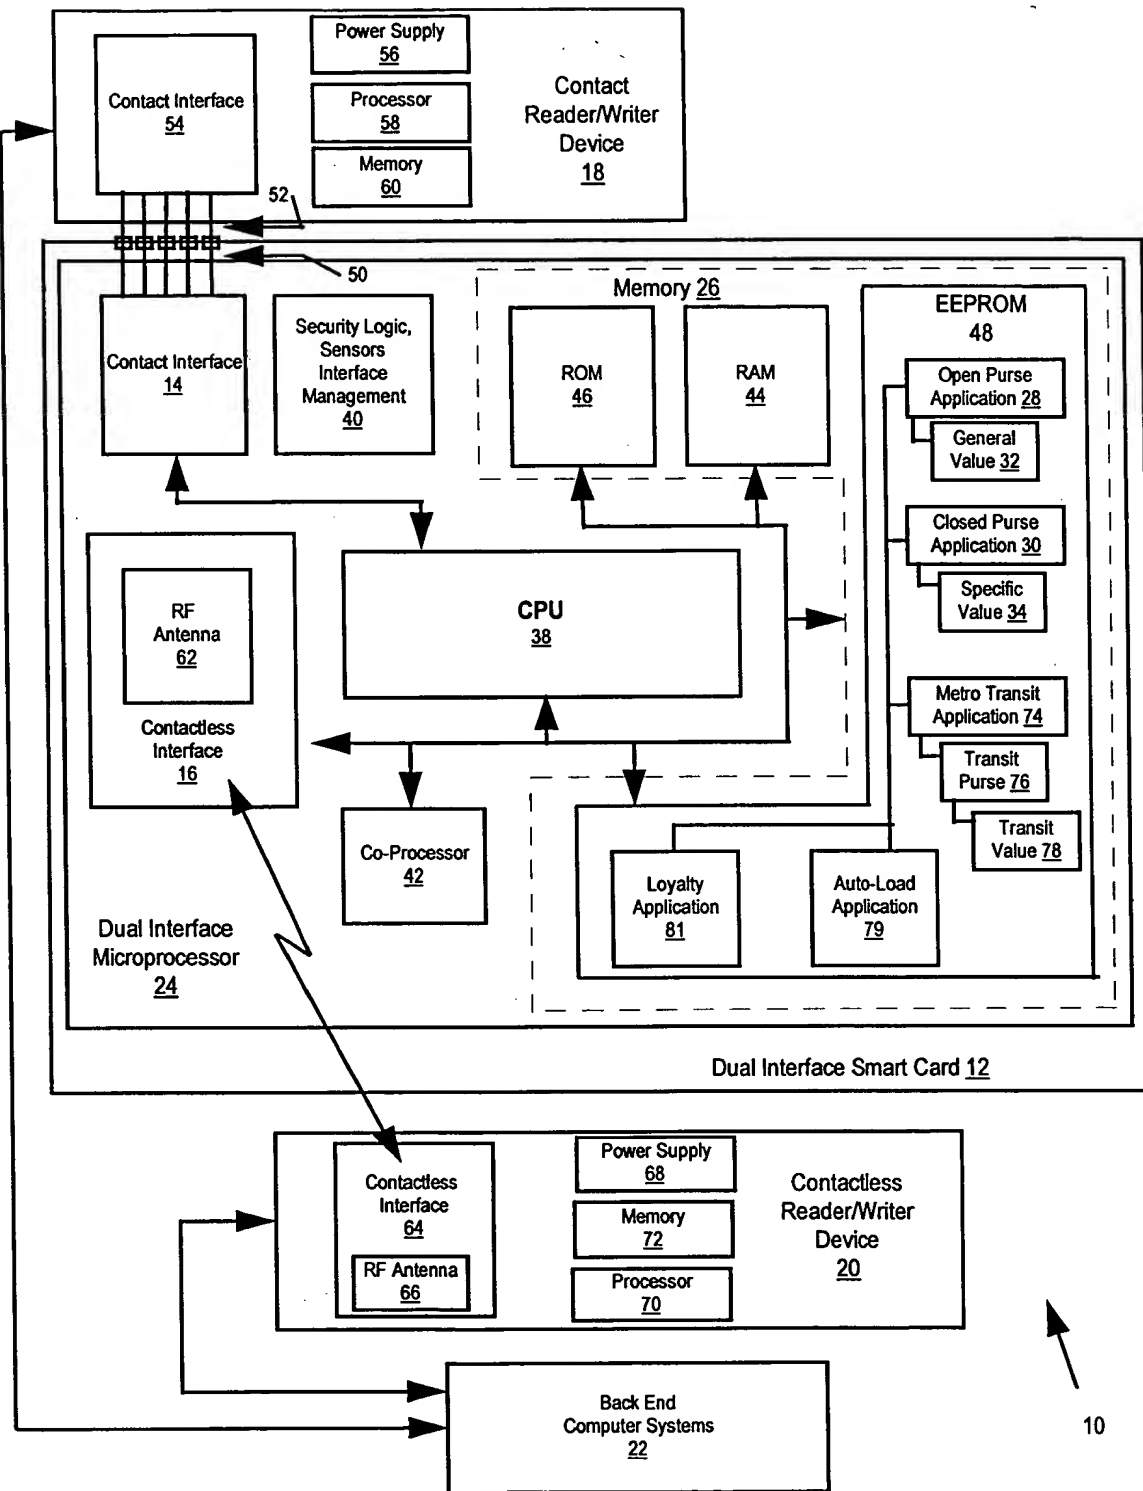 Power Supply
56
Contact Interface
54
Processor
58
Memory
60
Contact
Reader/Writer
Device
18
52
50
Memory 26
EEPROM
48
Contact Interface
14
Security Logic,
Sensors
Interface
Management
40
ROM
46
RAM
44
Open Purse
Application 28
General
Value 32
Closed Purse
Application 30
Specific
Value 34
CPU
38
RF
Antenna
62
Contactless
Interface
16
Metro Transit
Application 74
Transit
Purse 76
Transit
Value 78
Co-Processor
42
Loyalty
Application
81
Auto-Load
Application
79
Dual Interface
Microprocessor
24
Dual Interface Smart Card 12
Contactless
Interface
64
RF Antenna
66
Power Supply
68
Memory
72
Processor
70
Contactless
Reader/Writer
Device
20
Back End
Computer Systems
22
10